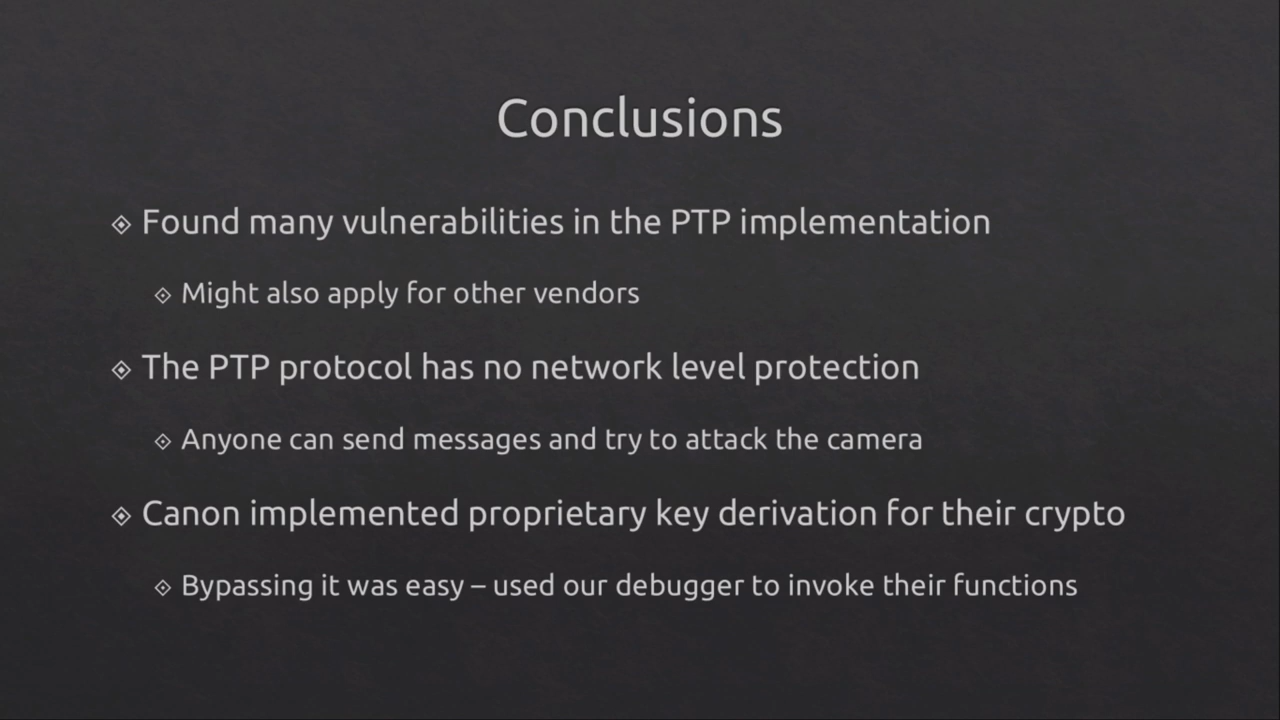 Conclusions
Found many vulnerabilities in the PTP implementation
Might also apply for other vendors
The PTP protocol has no network level protection
Anyone can send messages and try to attack the camera
Canon implemented proprietary key derivation for their crypto
Bypassing it was easy – used our debugger to invoke their functions